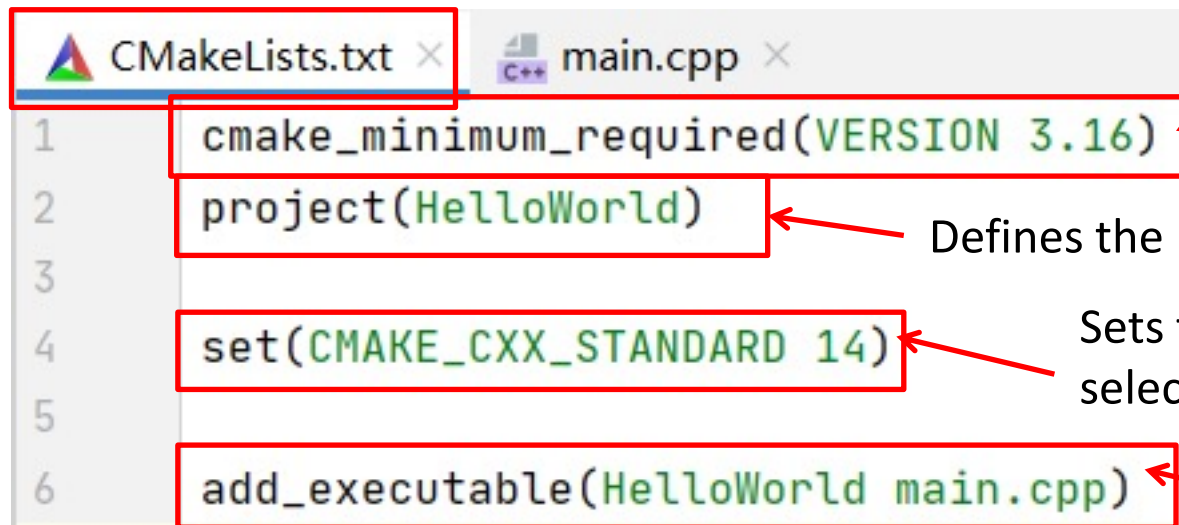 CMakeLists.txt × C++ main.cpp ×
1 cmake_minimum_required(VERSION 3.16)
2 project(HelloWorld)
Defines the
3
Sets
4 set(CMAKE_CXX_STANDARD 14)
selec
5
6 add_executable(HelloWorld main.cpp)